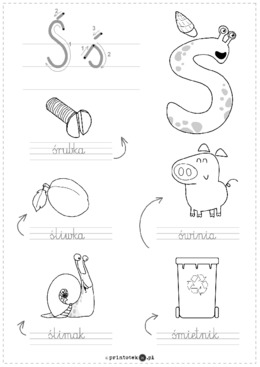 Ś ś
śrubka
śliwka
świnia
ślimak
śmietnik
printoteka.pl